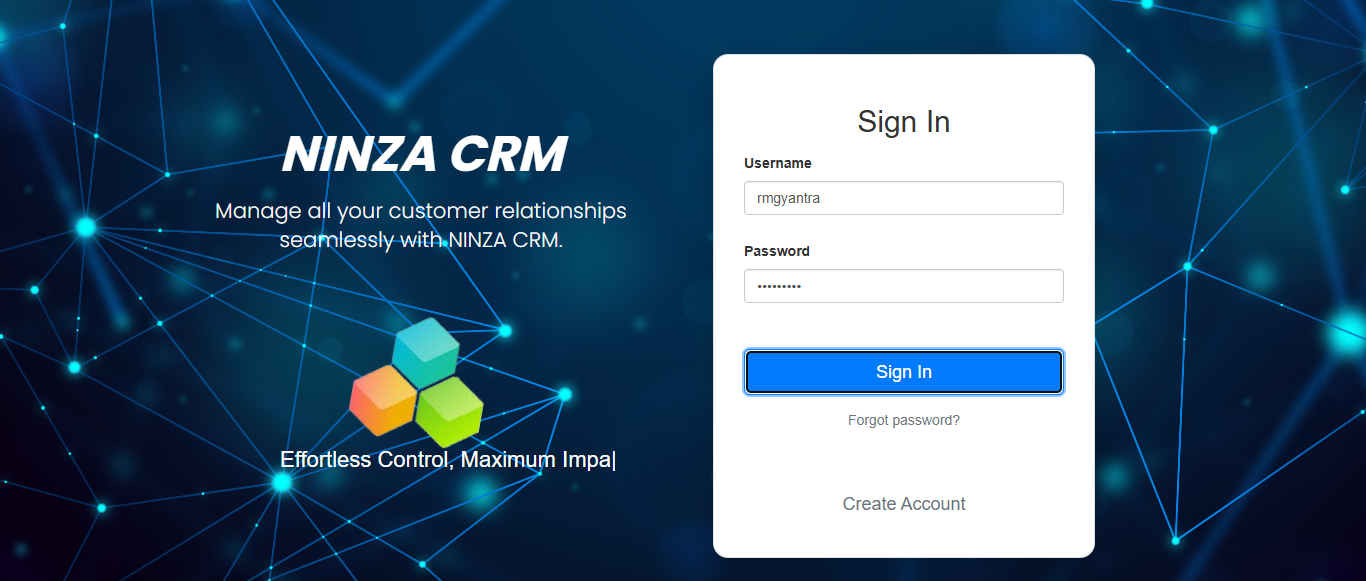 NINZA CRM
Manage all your customer relationships
seamlessly with NINZA CRM.
Effortless Control, Maximum Impa|
Sign In
Username
rmgyantra
Password
•••••••••
Sign In
Forgot password?
Create Account